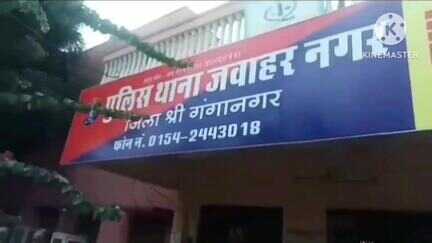 पुलिस थाना जवाहर नगर
जिला श्री गंगानगर
फोन नं. 0154-2443018
KINEMASTER